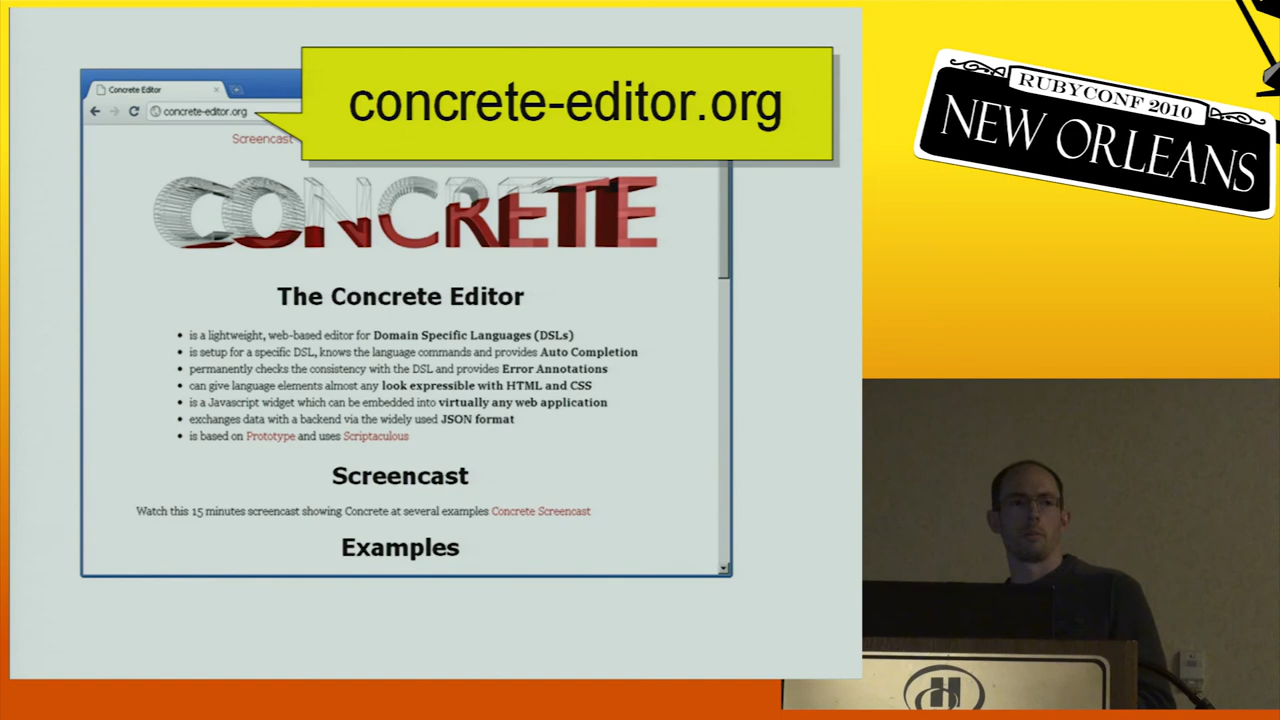 concrete-editor.org
Concrete Editor
concrete-editor.org
Screencast
CONCRETE
The Concrete Editor
is a lightweight, web-based editor for Domain Specific Languages (DSLs)
is setup for a specific DSL, knows the language commands and provides Auto Completion
permanently checks the consistency with the DSL and provides Error Annotations
can give language elements almost any look expressible with HTML and CSS
is a Javascript widget which can be embedded into virtually any web application
exchanges data with a backend via the widely used JSON format
is based on Prototype and uses Scriptaculous
Screencast
Watch this 15 minutes screencast showing Concrete at several examples Concrete Screencast
Examples
RUBYCONF 2010
NEW ORLEANS
H